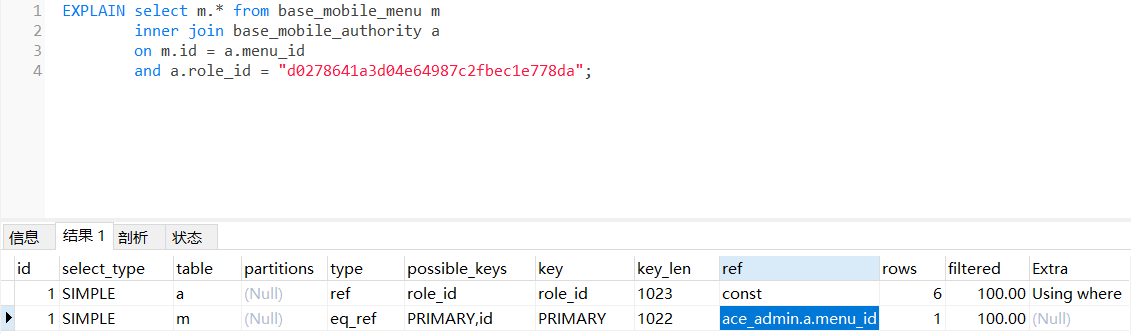 1 EXPLAIN select m.* from base_mobile_menu m
2 inner join base_mobile_authority a
3 on m.id = a.menu_id
4 and a.role_id = "d0278641a3d04e64987c2fbec1e778da";
信息 结果 1 剖析 状态
id select_type table partitions type possible_keys key key_len ref rows filtered Extra
1 SIMPLE a (Null) ref role_id role_id 1023 const 6 100.00 Using where
1 SIMPLE m (Null) eq_ref PRIMARY,id PRIMARY 1022 ace_admin.a.menu_id 1 100.00 (Null)